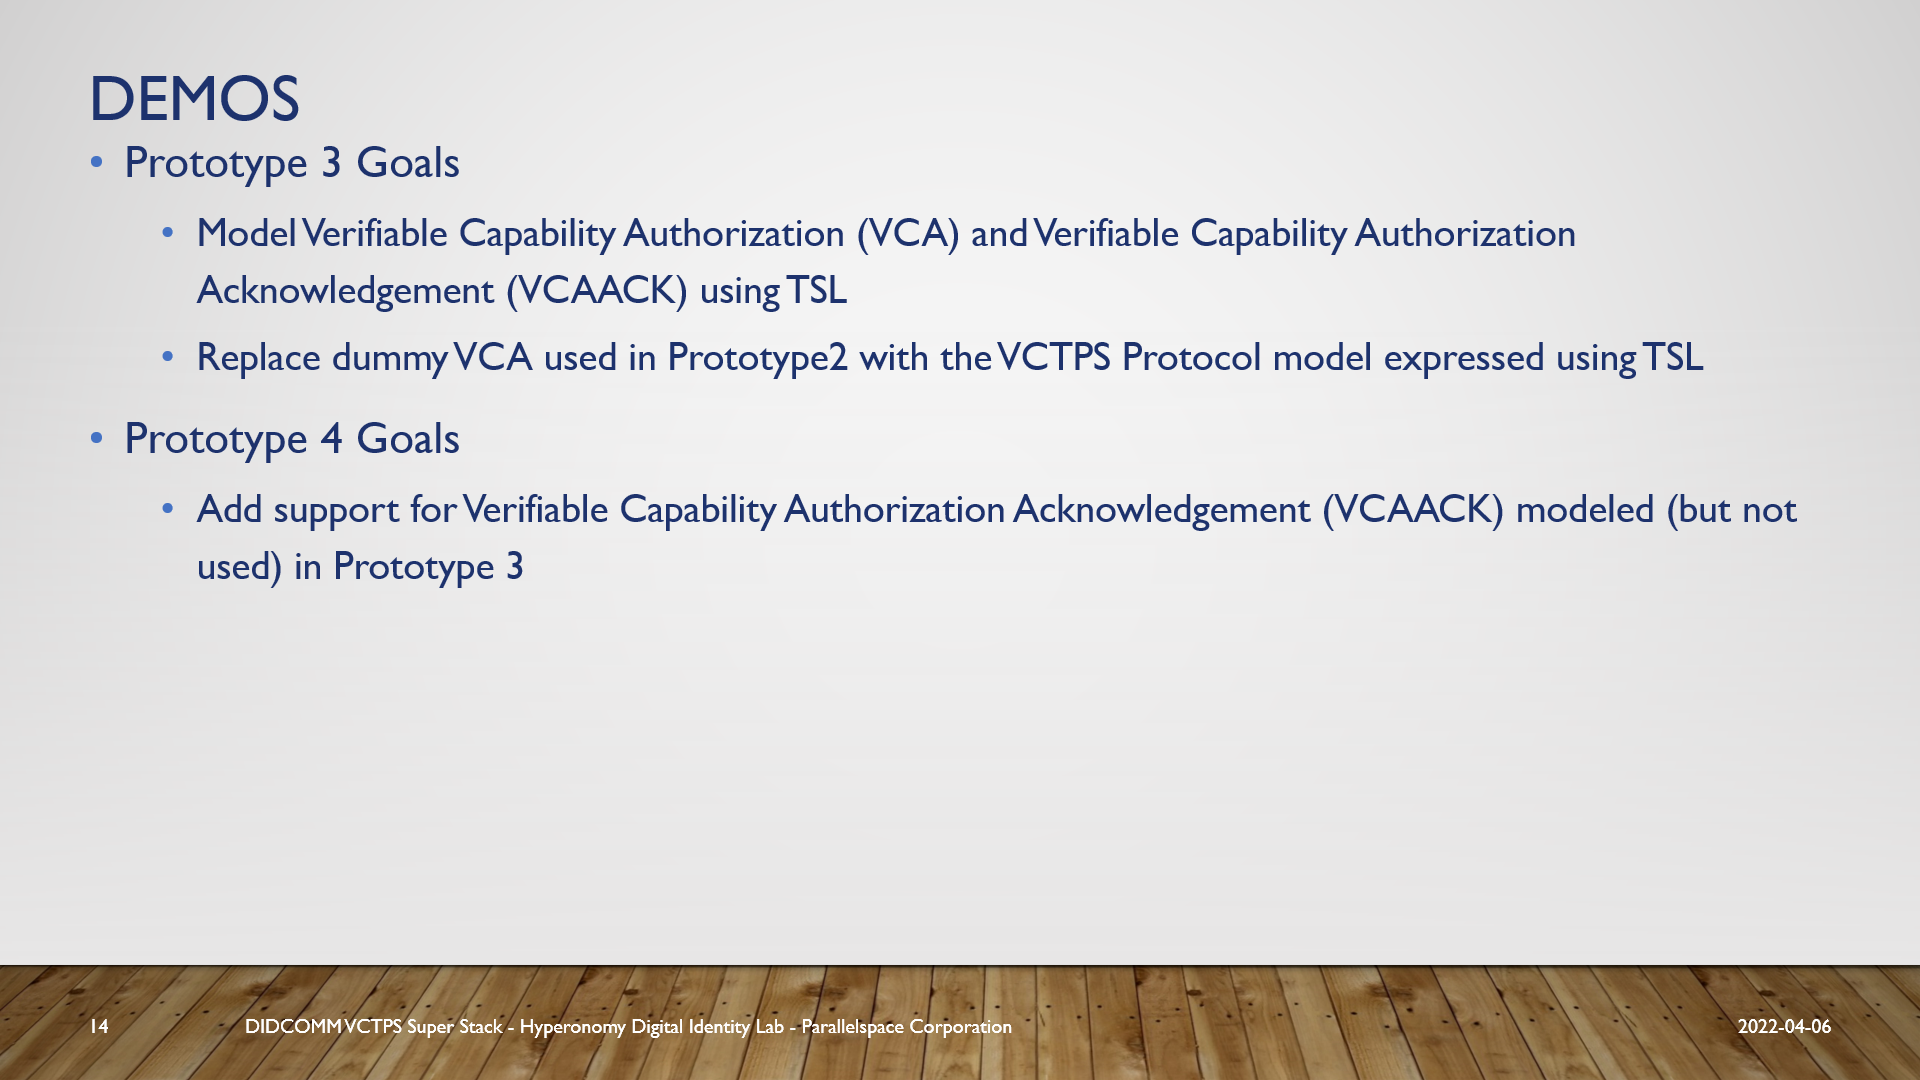 DEMOS
• Prototype 3 Goals
• Model Verifiable Capability Authorization (VCA) and Verifiable Capability Authorization
Acknowledgement (VCAACK) using TSL
• Replace dummy VCA used in Prototype2 with the VCTPS Protocol model expressed using TSL
• Prototype 4 Goals
• Add support for Verifiable Capability Authorization Acknowledgement (VCAACK) modeled (but not
used) in Prototype 3
14 DIDCOMM VCTPS Super Stack - Hyperonomy Digital Identity Lab - Parallelspace Corporation 2022-04-06